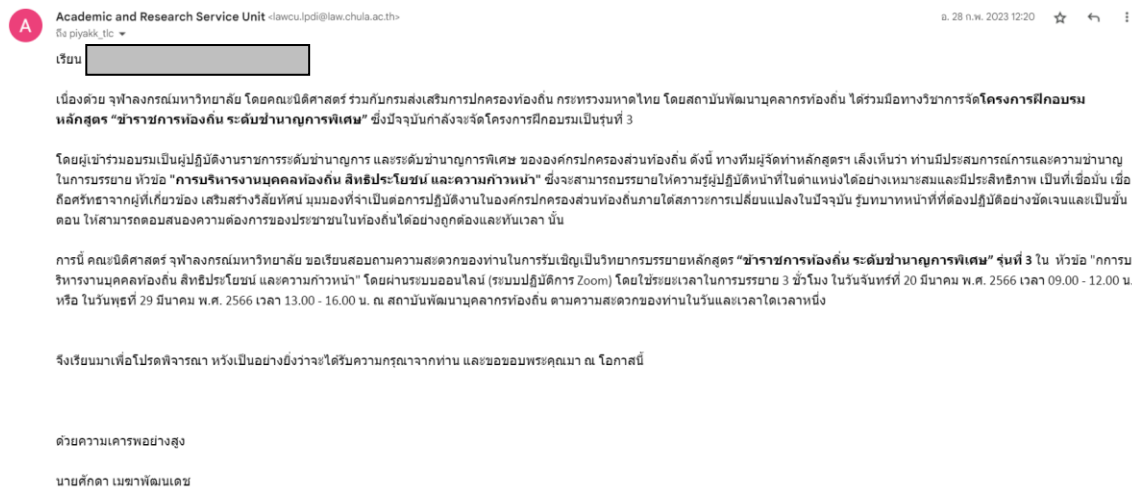 A
Academic and Research Service Unit <lawcu.lpdi@law.chula.ac.th>
อ. 28 ก.พ. 2023 12:20
ถึง piyakk_tlc
เรียน
เนื่องด้วย จุฬาลงกรณ์มหาวิทยาลัย โดยคณะนิติศาสตร์ ร่วมกับกรมส่งเสริมการปกครองท้องถิ่น กระทรวงมหาดไทย โดยสถาบันพัฒนาบุคลากรท้องถิ่น ได้ร่วมมือทางวิชาการจัดโครงการฝึกอบรม
หลักสูตร “ข้าราชการท้องถิ่น ระดับชำนาญการพิเศษ” ซึ่งปัจจุบันกำลังจะจัดโครงการฝึกอบรมเป็นรุ่นที่ 3
โดยผู้เข้าร่วมอบรมเป็นผู้ปฏิบัติงานราชการระดับชำนาญการ และระดับชำนาญการพิเศษ ขององค์กรปกครองส่วนท้องถิ่น ดังนี้ ทางทีมผู้จัดทำหลักสูตรฯ เล็งเห็นว่า ท่านมีประสบการณ์การและความชำนาญ
ในการบรรยาย หัวข้อ "การบริหารงานบุคคลท้องถิ่น สิทธิประโยชน์ และความก้าวหน้า" ซึ่งจะสามารถบรรยายให้ความรู้ผู้ปฏิบัติหน้าที่ในตำแหน่งได้อย่างเหมาะสมและมีประสิทธิภาพ เป็นที่เชื่อมั่น เชื่อ
ถือศรัทธาจากผู้ที่เกี่ยวข้อง เสริมสร้างวิสัยทัศน์ มุมมองที่จำเป็นต่อการปฏิบัติงานในองค์กรปกครองส่วนท้องถิ่นภายใต้สภาวะการเปลี่ยนแปลงในปัจจุบัน รู้บทบาทหน้าที่ที่ต้องปฏิบัติอย่างชัดเจนและเป็นขั้น
ตอน ให้สามารถตอบสนองความต้องการของประชาชนในท้องถิ่นได้อย่างถูกต้องและทันเวลา นั้น
การนี้ คณะนิติศาสตร์ จุฬาลงกรณ์มหาวิทยาลัย ขอเรียนสอบถามความสะดวกของท่านในการรับเชิญเป็นวิทยากรบรรยายหลักสูตร “ข้าราชการท้องถิ่น ระดับชำนาญการพิเศษ” รุ่นที่ 3 ใน หัวข้อ "กการบ
ริหารงานบุคคลท้องถิ่น สิทธิประโยชน์ และความก้าวหน้า" โดยผ่านระบบออนไลน์ (ระบบปฏิบัติการ Zoom) โดยใช้ระยะเวลาในการบรรยาย 3 ชั่วโมง ในวันจันทร์ที่ 20 มีนาคม พ.ศ. 2566 เวลา 09.00 - 12.00 น.
หรือ ในวันพุธที่ 29 มีนาคม พ.ศ. 2566 เวลา 13.00 - 16.00 น. ณ สถาบันพัฒนาบุคลากรท้องถิ่น ตามความสะดวกของท่านในวันและเวลาใดเวลาหนึ่ง
จึงเรียนมาเพื่อโปรดพิจารณา หวังเป็นอย่างยิ่งว่าจะได้รับความกรุณาจากท่าน และขอขอบพระคุณมา ณ โอกาสนี้
ด้วยความเคารพอย่างสูง
นายศักดา เมฆาพัฒนเดช